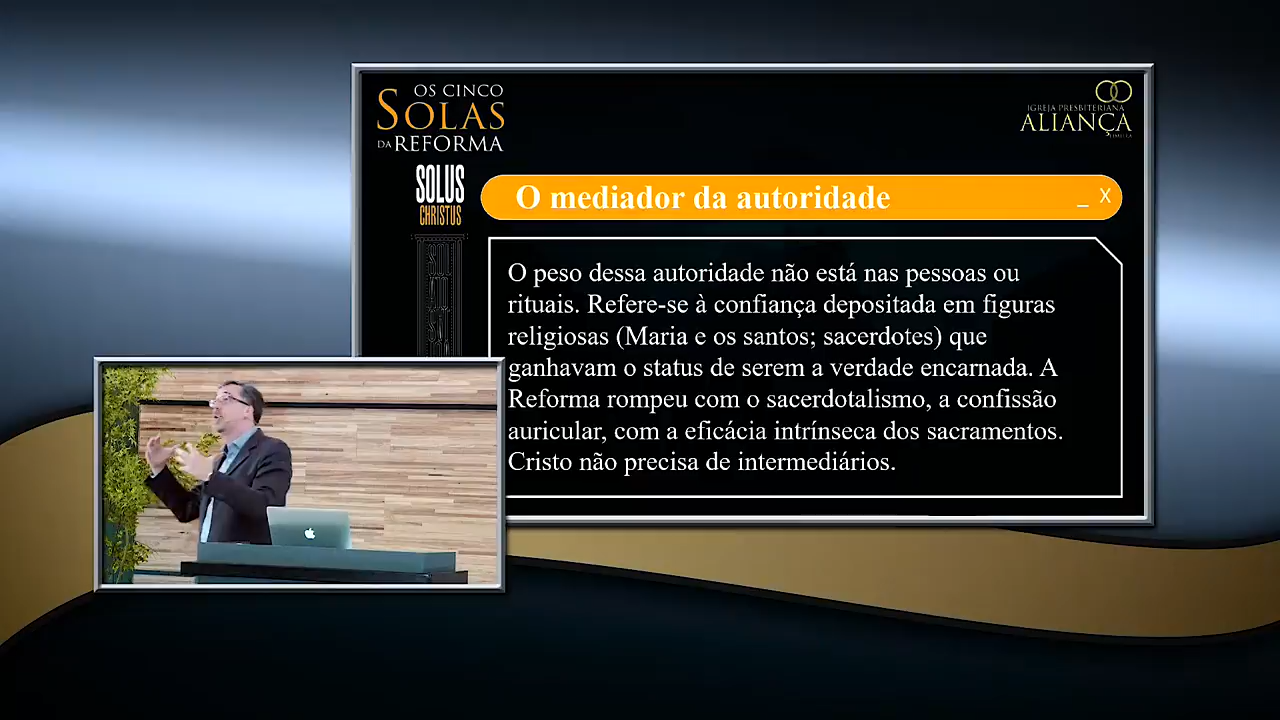 OS CINCO
SOLAS
DA REFORMA
IGREJA PRESBITERIANA
ALIANÇA
SOLUS
CHRISTUS
O mediador da autoridade
_ X
O peso dessa autoridade não está nas pessoas ou
rituais. Refere-se à confiança depositada em figuras
religiosas (Maria e os santos; sacerdotes) que
ganhavam o status de serem a verdade encarnada. A
Reforma rompeu com o sacerdotalismo, a confissão
auricular, com a eficácia intrínseca dos sacramentos.
Cristo não precisa de intermediários.